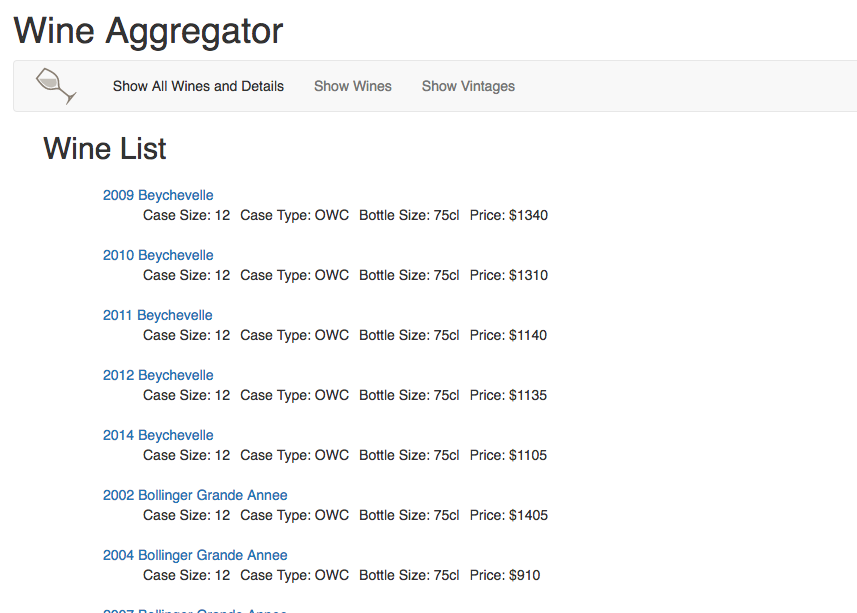 Wine Aggregator
Show All Wines and Details Show Wines Show Vintages
Wine List
2009 Beychevelle
Case Size: 12 Case Type: OWC Bottle Size: 75cl Price: $1340
2010 Beychevelle
Case Size: 12 Case Type: OWC Bottle Size: 75cl Price: $1310
2011 Beychevelle
Case Size: 12 Case Type: OWC Bottle Size: 75cl Price: $1140
2012 Beychevelle
Case Size: 12 Case Type: OWC Bottle Size: 75cl Price: $1135
2014 Beychevelle
Case Size: 12 Case Type: OWC Bottle Size: 75cl Price: $1105
2002 Bollinger Grande Annee
Case Size: 12 Case Type: OWC Bottle Size: 75cl Price: $1405
2004 Bollinger Grande Annee
Case Size: 12 Case Type: OWC Bottle Size: 75cl Price: $910
2007 Bollinger Grande Annee